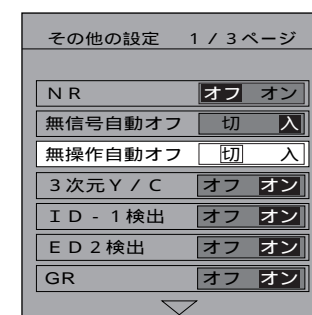 その他の設定　１/３ページ
ＮＲ　オフ　オン
無信号自動オフ　切　入
無操作自動オフ　切　入
３次元Ｙ/Ｃ　オフ　オン
ＩＤ-１検出　オフ　オン
ＥＤ２検出　オフ　オン
GR　オフ　オン